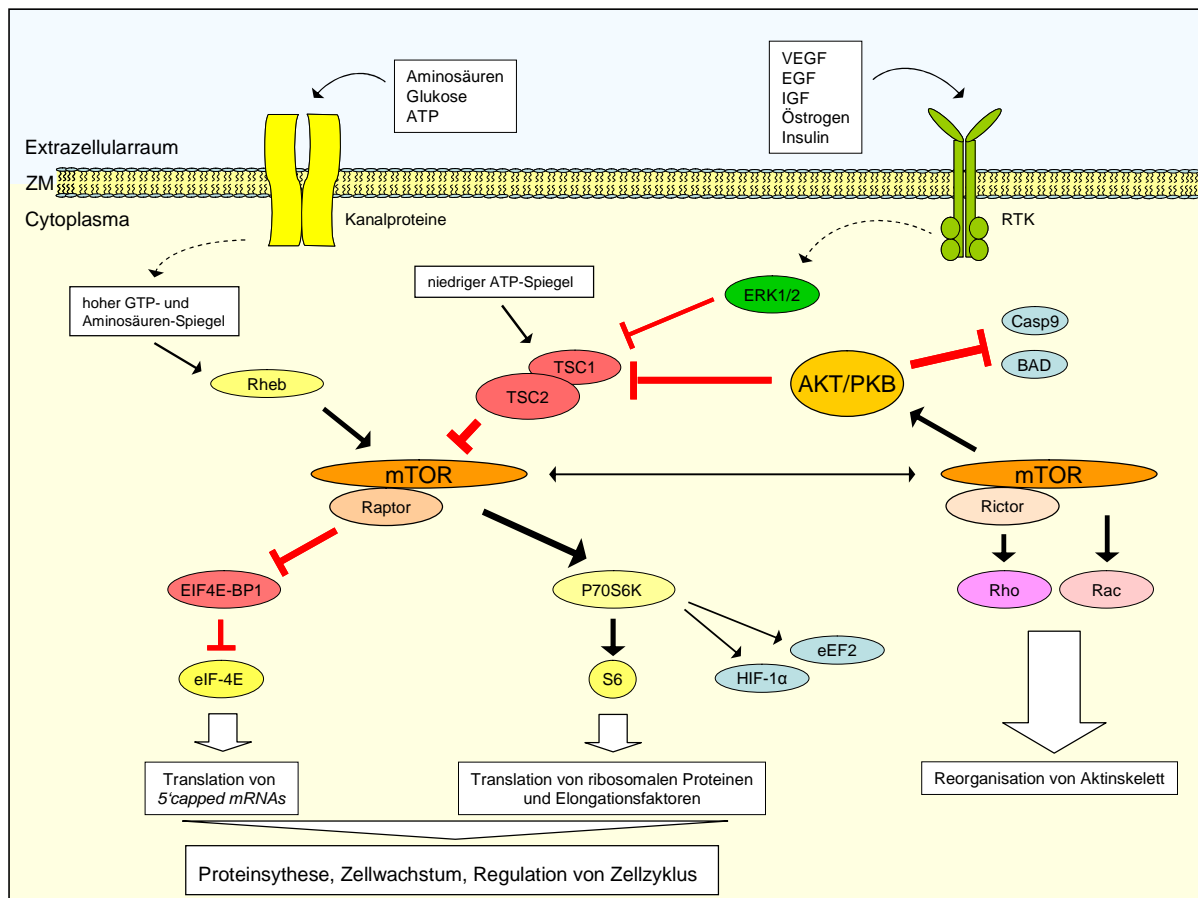 Aminosäuren
Glukose
ATP
VEGF
EGF
IGF
Östrogen
Insulin
Extrazellularraum
ZM
Cytoplasma
Kanalproteine
RTK
hoher GTP- und
Aminosäuren-Spiegel
niedriger ATP-Spiegel
ERK1/2
Casp9
BAD
TSC1
TSC2
AKT/PKB
Rheb
mTOR
Raptor
mTOR
Rictor
EIF4E-BP1
P70S6K
Rho
Rac
eIF-4E
S6
HIF-1α
eEF2
Translation von
5'capped mRNAs
Translation von ribosomalen Proteinen
und Elongationsfaktoren
Reorganisation von Aktinskelett
Proteinsythese, Zellwachstum, Regulation von Zellzyklus